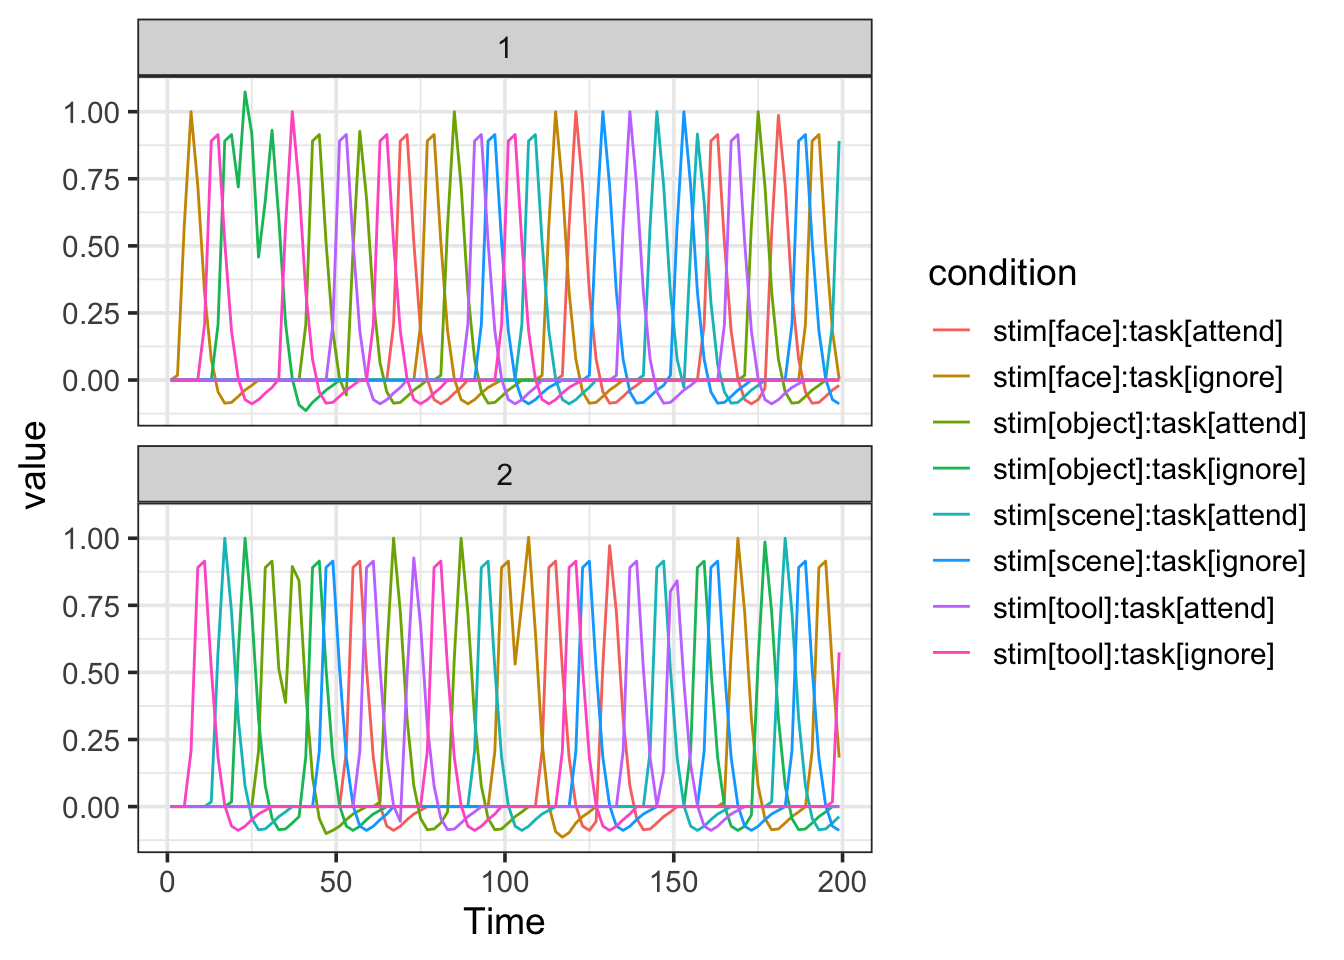 1
1.00
0.75
0.50
0.25
0.00
value
2
1.00
0.75
0.50
0.25
0.00
0 50 100 150 200
Time
condition
stim[face]:task[attend]
stim[face]:task[ignore]
stim[object]:task[attend]
stim[object]:task[ignore]
stim[scene]:task[attend]
stim[scene]:task[ignore]
stim[tool]:task[attend]
stim[tool]:task[ignore]